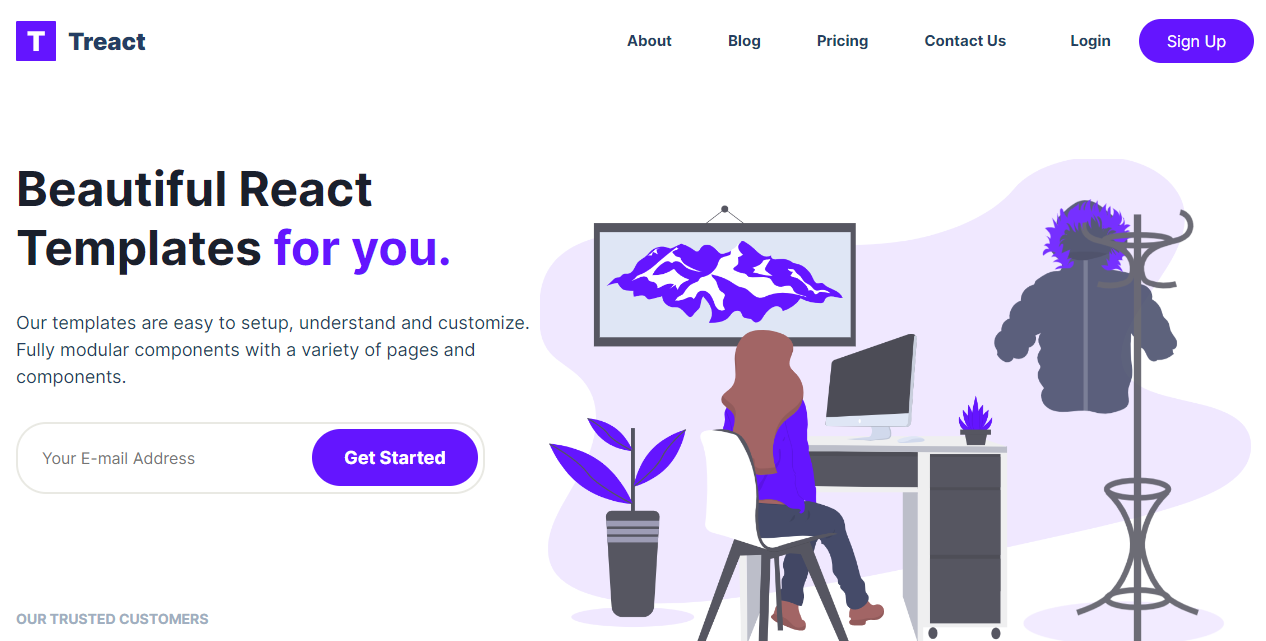 T Treact
About Blog Pricing Contact Us Login Sign Up
Beautiful React
Templates for you.
Our templates are easy to setup, understand and customize.
Fully modular components with a variety of pages and
components.
Your E-mail Address Get Started
OUR TRUSTED CUSTOMERS